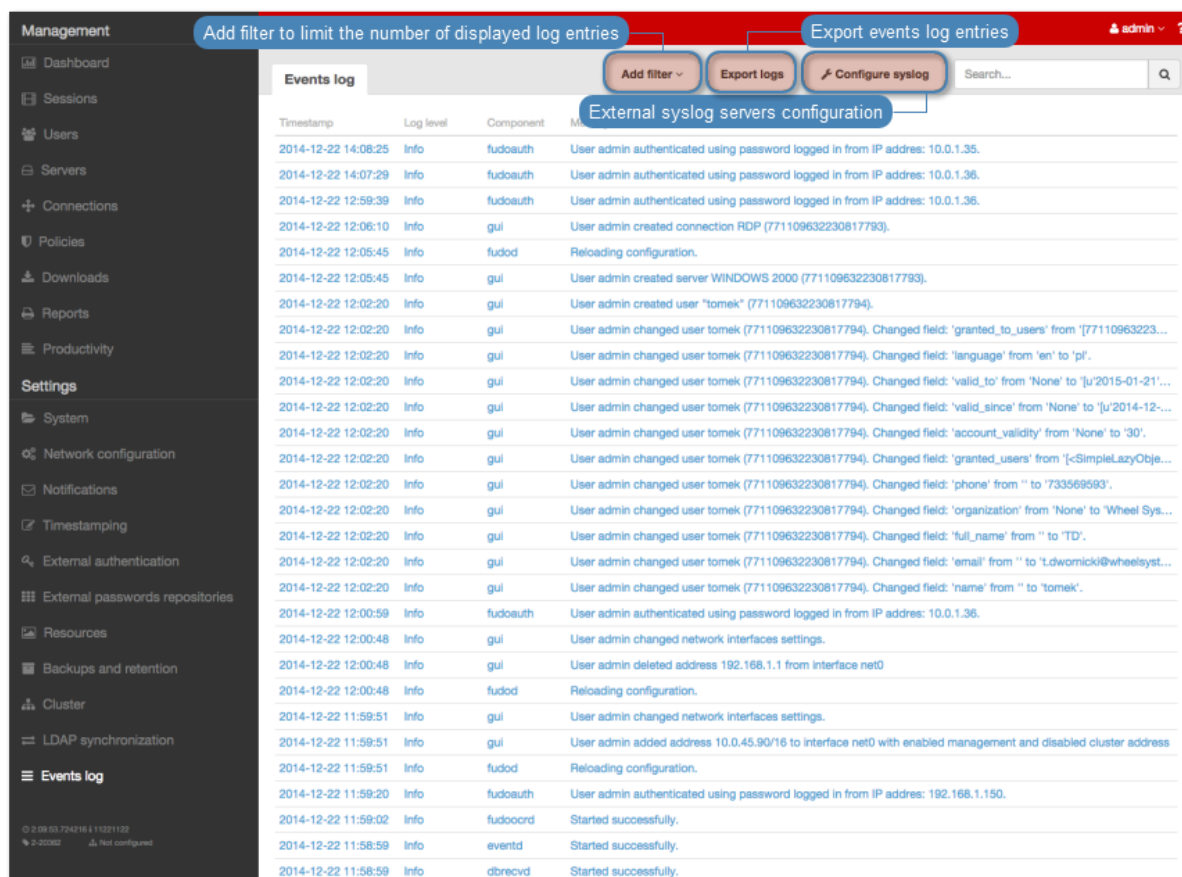 Management
Add filter to limit the number of displayed log entries
Export events log entries
admin
?
Dashboard
Sessions
Users
Servers
Connections
Policies
Downloads
Reports
Productivity
Settings
System
Network configuration
Notifications
Timestamping
External authentication
External passwords repositories
Resources
Backups and retention
Cluster
LDAP synchronization
Events log
2:09.53.724216 11221122
2-20362 Not configured
Events log
Add filter
Export logs
Configure syslog
Search...
External syslog servers configuration
Timestamp Log level Component
2014-12-22 14:08:25 Info fudoauth User admin authenticated using password logged in from IP addres: 10.0.1.35.
2014-12-22 14:07:29 Info fudoauth User admin authenticated using password logged in from IP addres: 10.0.1.36.
2014-12-22 12:59:39 Info fudoauth User admin authenticated using password logged in from IP addres: 10.0.1.36.
2014-12-22 12:06:10 Info gui User admin created connection RDP (771109632230817793).
2014-12-22 12:05:45 Info fudod Reloading configuration.
2014-12-22 12:05:45 Info gui User admin created server WINDOWS 2000 (771109632230817793).
2014-12-22 12:02:20 Info gui User admin created user "tomek" (771109632230817794).
2014-12-22 12:02:20 Info gui User admin changed user tomek (771109632230817794). Changed field: 'granted_to_users' from '[77110963223...
2014-12-22 12:02:20 Info gui User admin changed user tomek (771109632230817794). Changed field: 'language' from 'en' to 'pl'.
2014-12-22 12:02:20 Info gui User admin changed user tomek (771109632230817794). Changed field: 'valid_to' from 'None' to '[u'2015-01-21'...
2014-12-22 12:02:20 Info gui User admin changed user tomek (771109632230817794). Changed field: 'valid_since' from 'None' to '[u'2014-12-...
2014-12-22 12:02:20 Info gui User admin changed user tomek (771109632230817794). Changed field: 'account_validity' from 'None' to '30'.
2014-12-22 12:02:20 Info gui User admin changed user tomek (771109632230817794). Changed field: 'granted_users' from '[<SimpleLazyObje...
2014-12-22 12:02:20 Info gui User admin changed user tomek (771109632230817794). Changed field: 'phone' from '' to '733569593'.
2014-12-22 12:02:20 Info gui User admin changed user tomek (771109632230817794). Changed field: 'organization' from 'None' to 'Wheel Sys...
2014-12-22 12:02:20 Info gui User admin changed user tomek (771109632230817794). Changed field: 'full_name' from '' to 'TD'.
2014-12-22 12:02:20 Info gui User admin changed user tomek (771109632230817794). Changed field: 'email' from '' to 't.dwornicki@wheelsyst...
2014-12-22 12:02:20 Info gui User admin changed user tomek (771109632230817794). Changed field: 'name' from '' to 'tomek'.
2014-12-22 12:00:59 Info fudoauth User admin authenticated using password logged in from IP addres: 10.0.1.36.
2014-12-22 12:00:48 Info gui User admin changed network interfaces settings.
2014-12-22 12:00:48 Info gui User admin deleted address 192.168.1.1 from interface net0
2014-12-22 12:00:48 Info fudod Reloading configuration.
2014-12-22 11:59:51 Info gui User admin changed network interfaces settings.
2014-12-22 11:59:51 Info gui User admin added address 10.0.45.90/16 to interface net0 with enabled management and disabled cluster address
2014-12-22 11:59:51 Info fudod Reloading configuration.
2014-12-22 11:59:20 Info fudoauth User admin authenticated using password logged in from IP addres: 192.168.1.150.
2014-12-22 11:59:02 Info fudoocrd Started successfully.
2014-12-22 11:58:59 Info eventd Started successfully.
2014-12-22 11:58:59 Info dbrecvd Started successfully.